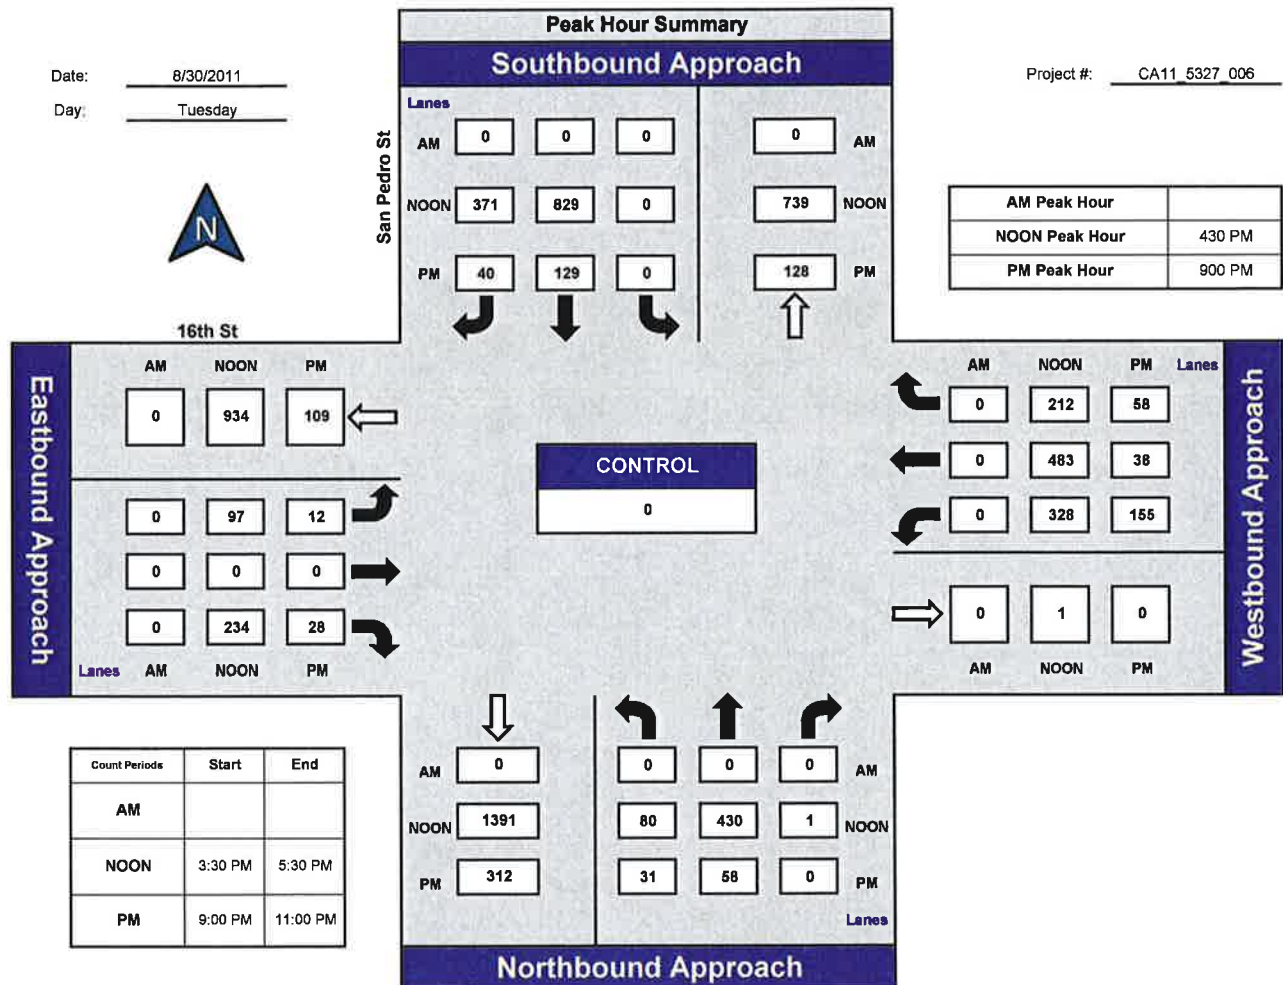 Peak Hour Summary
Southbound Approach
Date: 8/30/2011
Day: Tuesday
Project #: CA11_5327_006
N
San Pedro St
16th St
Lanes
AM 0 0 0 0 AM
NOON 371 829 0 739 NOON
PM 40 129 0 128 PM
AM Peak Hour
NOON Peak Hour 430 PM
PM Peak Hour 900 PM
Eastbound Approach
AM NOON PM
0 934 109
0 97 12
0 0 0
0 234 28
Lanes AM NOON PM
CONTROL
0
Westbound Approach
AM NOON PM Lanes
0 212 58
0 483 38
0 328 155
0 1 0
AM NOON PM
Count Periods Start End
AM
NOON 3:30 PM 5:30 PM
PM 9:00 PM 11:00 PM
AM 0 0 0 0 AM
NOON 1391 80 430 1 NOON
PM 312 31 58 0 PM
Lanes
Northbound Approach